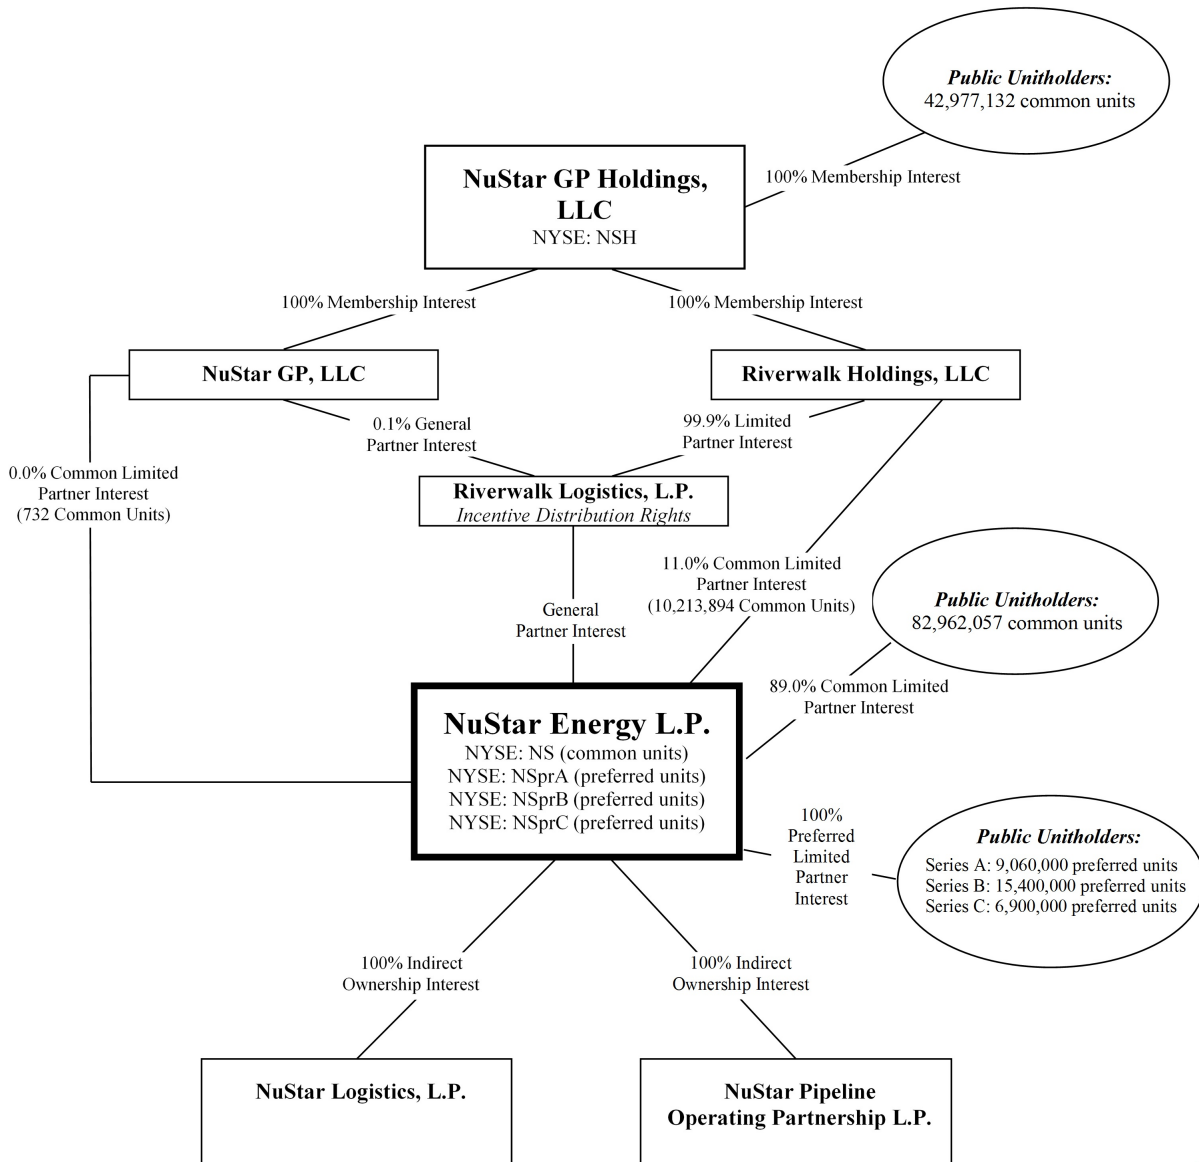 Public Unitholders:
42,977,132 common units
NuStar GP Holdings,
LLC
NYSE: NSH
100% Membership Interest
100% Membership Interest
100% Membership Interest
NuStar GP, LLC
Riverwalk Holdings, LLC
0.1% General
Partner Interest
99.9% Limited
Partner Interest
0.0% Common Limited
Partner Interest
(732 Common Units)
Riverwalk Logistics, L.P.
Incentive Distribution Rights
11.0% Common Limited
Partner Interest
(10,213,894 Common Units)
General
Partner Interest
Public Unitholders:
82,962,057 common units
89.0% Common Limited
Partner Interest
NuStar Energy L.P.
NYSE: NS (common units)
NYSE: NSprA (preferred units)
NYSE: NSprB (preferred units)
NYSE: NSprC (preferred units)
100%
Preferred
Limited
Partner
Interest
Public Unitholders:
Series A: 9,060,000 preferred units
Series B: 15,400,000 preferred units
Series C: 6,900,000 preferred units
100% Indirect
Ownership Interest
100% Indirect
Ownership Interest
NuStar Logistics, L.P.
NuStar Pipeline
Operating Partnership L.P.